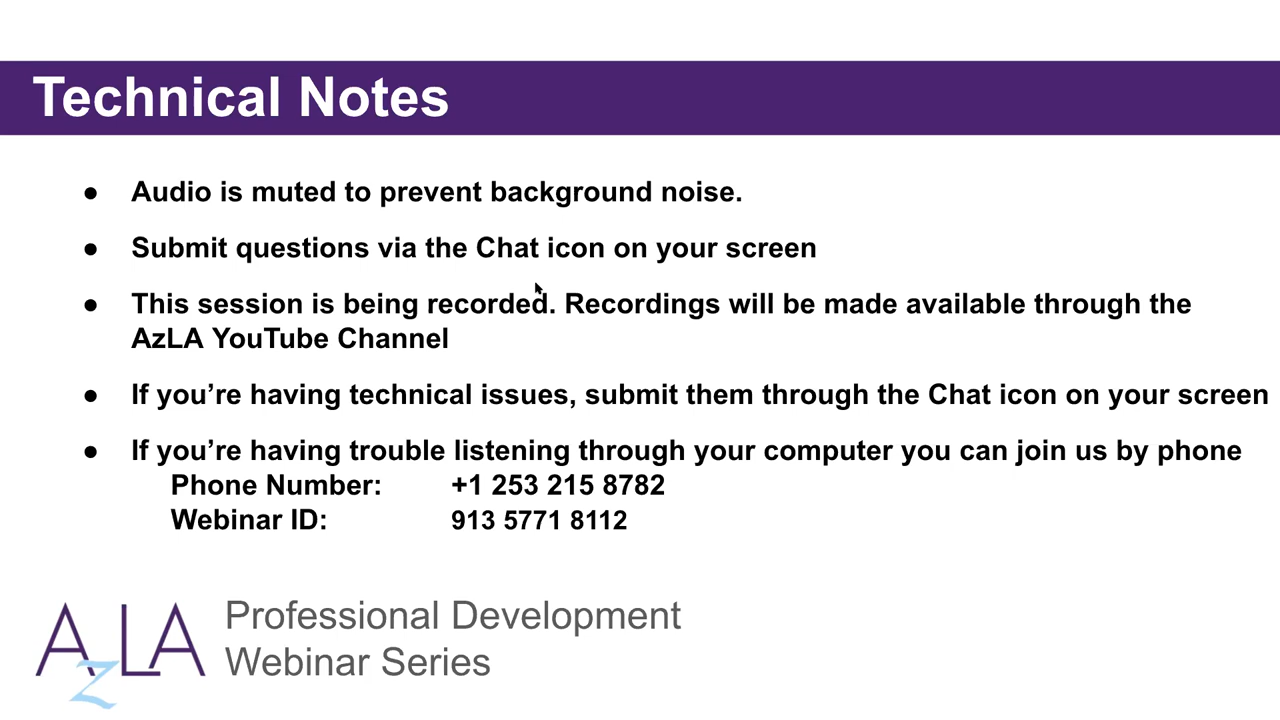 Technical Notes
● Audio is muted to prevent background noise.
● Submit questions via the Chat icon on your screen
● This session is being recorded. Recordings will be made available through the
AzLA YouTube Channel
● If you’re having technical issues, submit them through the Chat icon on your screen
● If you’re having trouble listening through your computer you can join us by phone
Phone Number: +1 253 215 8782
Webinar ID: 913 5771 8112
AzLA
Professional Development
Webinar Series